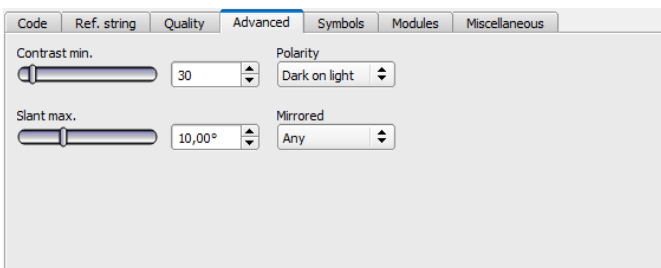 Code Ref. string Quality Advanced Symbols Modules Miscellaneous
Contrast min. Polarity
30 Dark on light
Slant max. Mirrored
10,00° Any